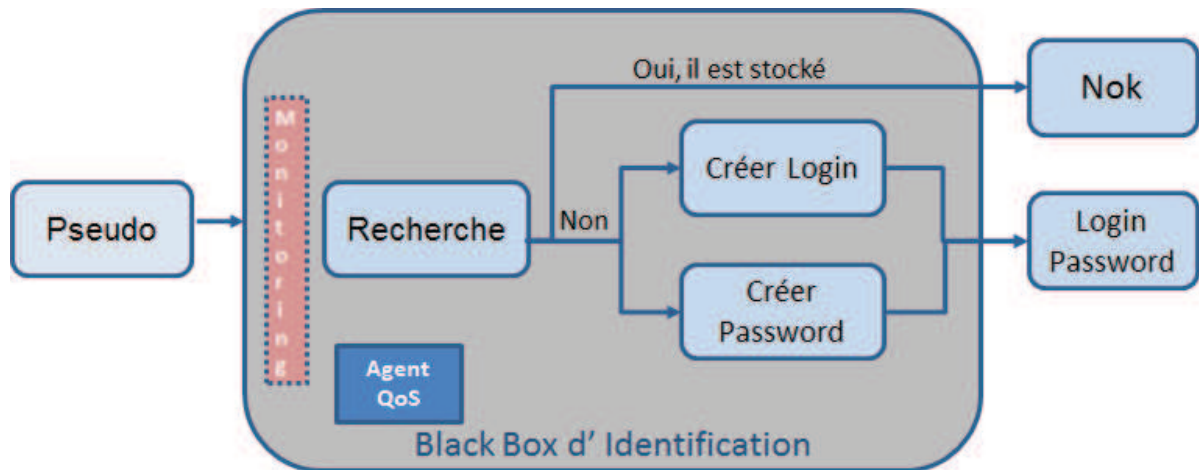 Oui, il est stocké
Nok
Monitoring
Créer Login
Pseudo
Recherche
Non
Login
Password
Créer
Password
Agent
QoS
Black Box d' Identification